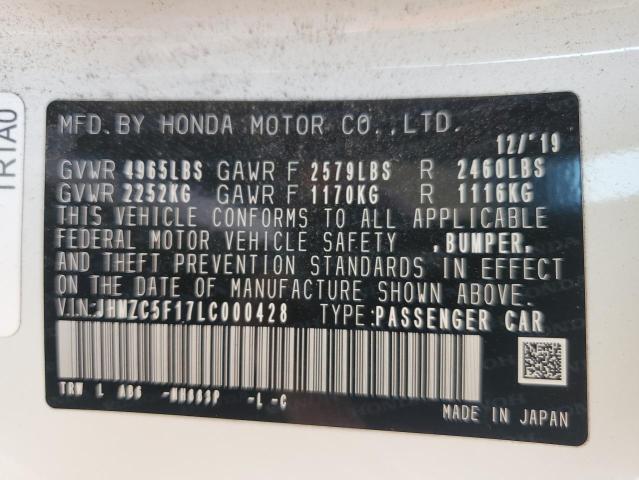 TRTA0
MFD.BY HONDA MOTOR CO.,LTD.
12/'19
GVWR 4965LBS GAWR F 2579LBS R 2460LBS
GVWR 2252KG GAWR F 1170KG R 1116KG
THIS VEHICLE CONFORMS TO ALL APPLICABLE
FEDERAL MOTOR VEHICLE SAFETY ,BUMPER,
AND THEFT PREVENTION STANDARDS IN EFFECT
ON THE DATE OF MANUFACTURE SHOWN ABOVE.
V.I.N:JHMZC5F17LC000428 TYPE:PASSENGER CAR
TRW L -L -C
MADE IN JAPAN